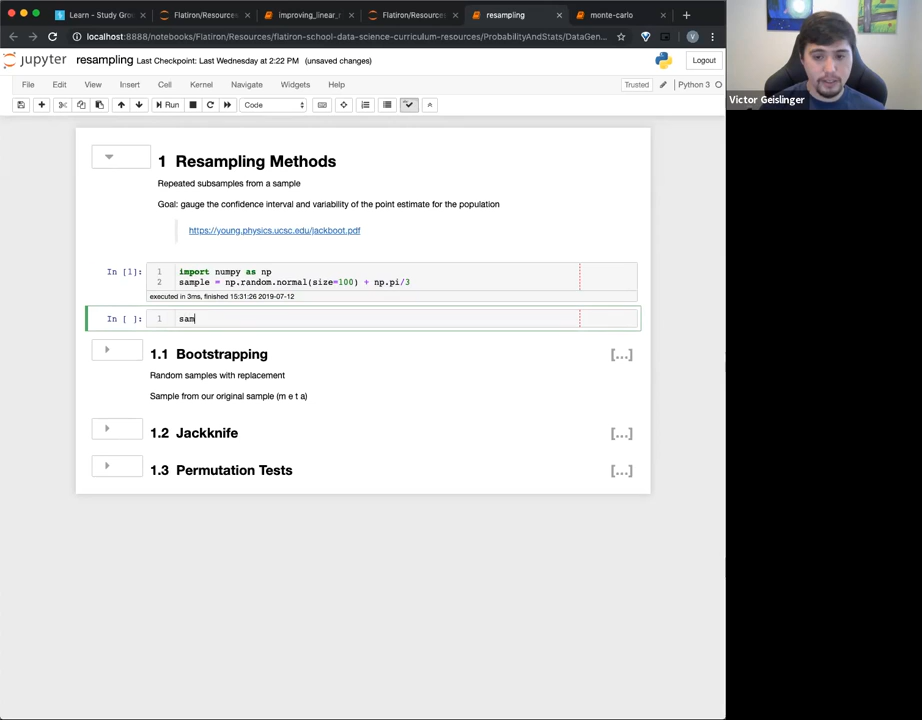 Learn - Study Gro
Flatiron/Resources
improving_linear_r
Flatiron/Resources
resampling
monte-carlo
localhost:8888/notebooks/Flatiron/Resources/flatiron-school-data-science-curriculum-resources/ProbabilityAndStats/DataGen...
V
jupyter resampling Last Checkpoint: Last Wednesday at 2:22 PM (unsaved changes)
Logout
File Edit View Insert Cell Kernel Navigate Widgets Help
Trusted Python 3
Run Code
1 Resampling Methods
Repeated subsamples from a sample
Goal: gauge the confidence interval and variability of the point estimate for the population
https://young.physics.ucsc.edu/jackboot.pdf
In [1]: 1 import numpy as np
2 sample = np.random.normal(size=100) + np.pi/3
executed in 3ms, finished 15:31:26 2019-07-12
In [ ]: 1 sam
1.1 Bootstrapping [...]
Random samples with replacement
Sample from our original sample (m e t a)
1.2 Jackknife [...]
1.3 Permutation Tests [...]
Victor Geislinger